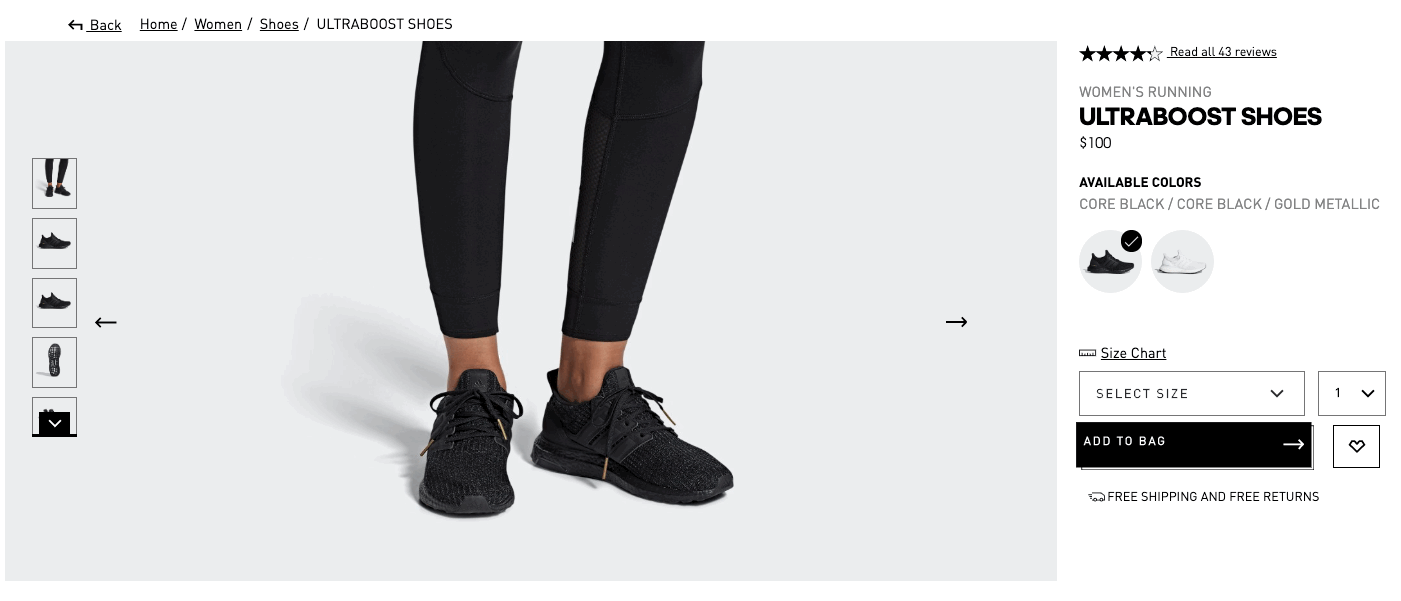 Back Home / Women / Shoes / ULTRABOOST SHOES
Read all 43 reviews
WOMEN'S RUNNING
ULTRABOOST SHOES
$100
AVAILABLE COLORS
CORE BLACK / CORE BLACK / GOLD METALLIC
Size Chart
SELECT SIZE 1
ADD TO BAG
FREE SHIPPING AND FREE RETURNS